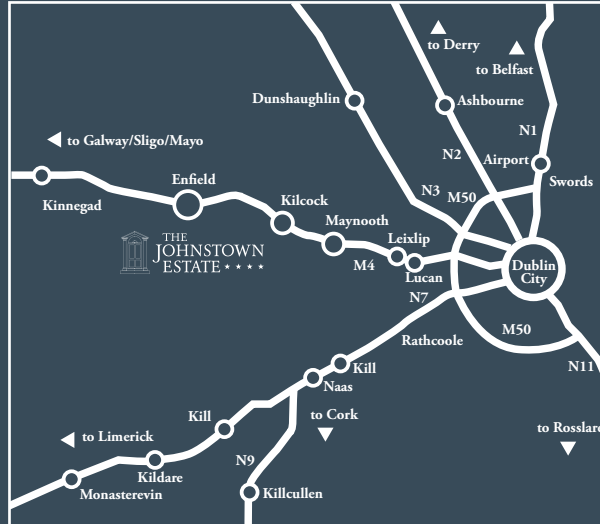 to Derry
to Belfast
Dunshaughlin
Ashbourne
N1
to Galway/Sligo/Mayo
N2
Airport
Enfield
N3
M50
Swords
Kinnegad
Kilcock
Maynooth
THE
JOHNSTOWN
ESTATE ★★★★
Leixlip
M4
Lucan
Dublin
City
N7
M50
Rathcoole
N11
Kill
Naas
Kill
to Cork
to Rosslare
to Limerick
N9
Kildare
Monasterevin
Killcullen